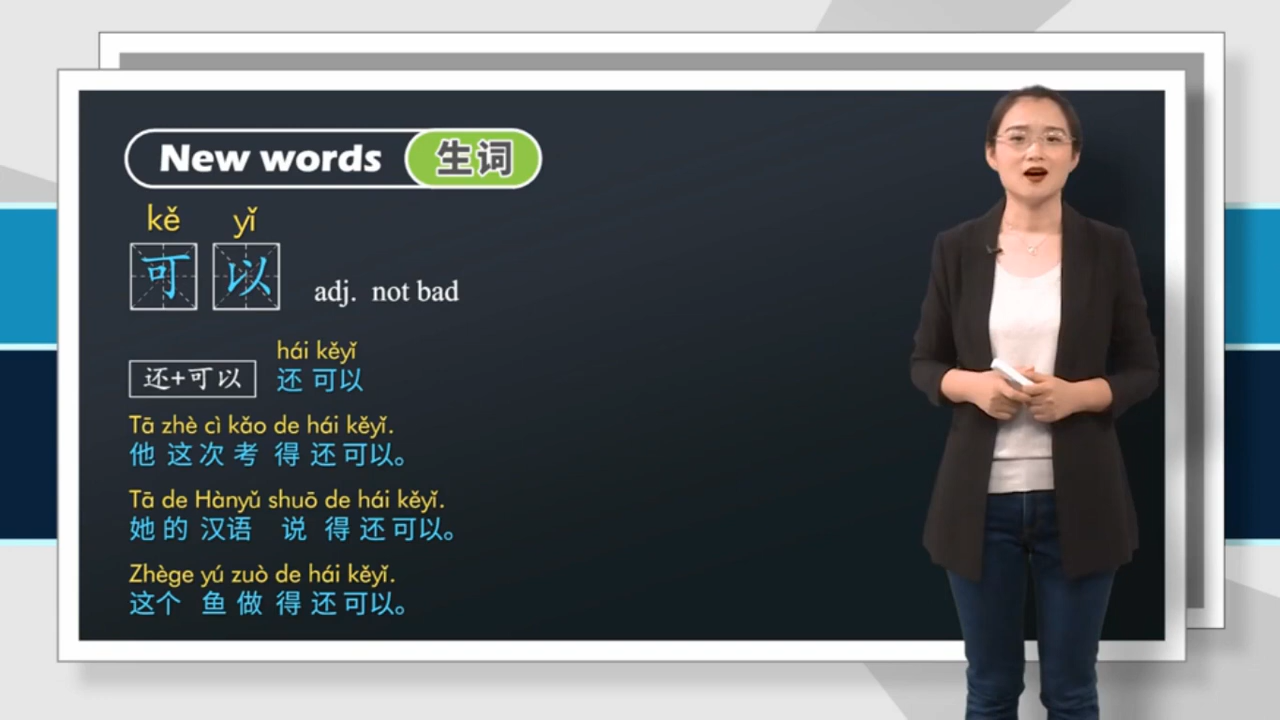 New words 生词
kě yǐ
可以 adj. not bad
hái kěyǐ
还+可以 还 可以
Tā zhè cì kǎo de hái kěyǐ.
他 这 次 考 得 还 可以。
Tā de Hànyǔ shuō de hái kěyǐ.
她 的 汉语 说 得 还 可以。
Zhège yú zuò de hái kěyǐ.
这个 鱼 做 得 还 可以。